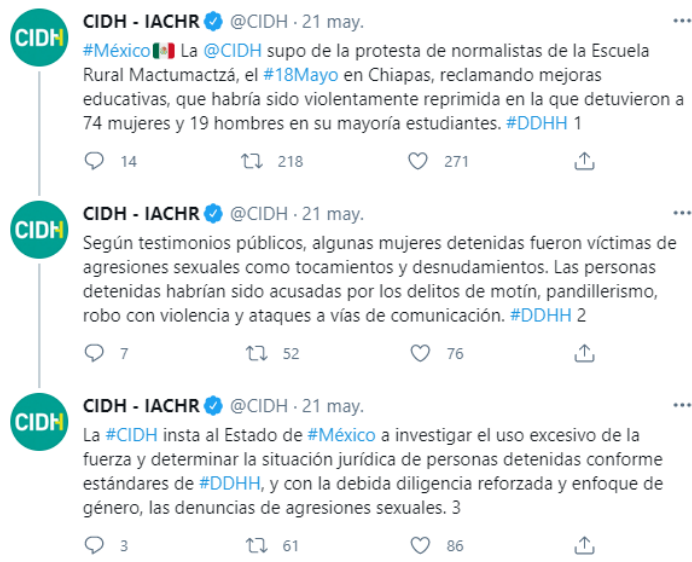 CIDH
CIDH - IACHR @CIDH · 21 may.
#México La @CIDH supo de la protesta de normalistas de la Escuela
Rural Mactumactzá, el #18Mayo en Chiapas, reclamando mejoras
educativas, que habría sido violentamente reprimida en la que detuvieron a
74 mujeres y 19 hombres en su mayoría estudiantes. #DDHH 1
14 218 271
CIDH
CIDH - IACHR @CIDH · 21 may.
Según testimonios públicos, algunas mujeres detenidas fueron víctimas de
agresiones sexuales como tocamientos y desnudamientos. Las personas
detenidas habrían sido acusadas por los delitos de motín, pandillerismo,
robo con violencia y ataques a vías de comunicación. #DDHH 2
7 52 76
CIDH
CIDH - IACHR @CIDH · 21 may.
La #CIDH insta al Estado de #México a investigar el uso excesivo de la
fuerza y determinar la situación jurídica de personas detenidas conforme
estándares de #DDHH, y con la debida diligencia reforzada y enfoque de
género, las denuncias de agresiones sexuales. 3
3 61 86